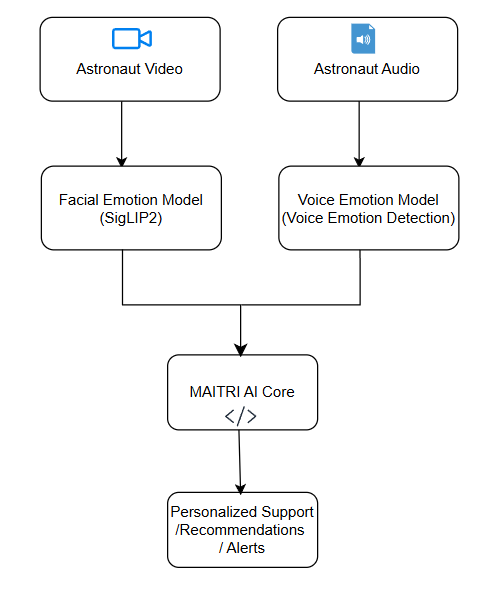 Astronaut Video
Astronaut Audio
Facial Emotion Model
(SigLIP2)
Voice Emotion Model
(Voice Emotion Detection)
MAITRI AI Core
</>
Personalized Support
/Recommendations
/ Alerts